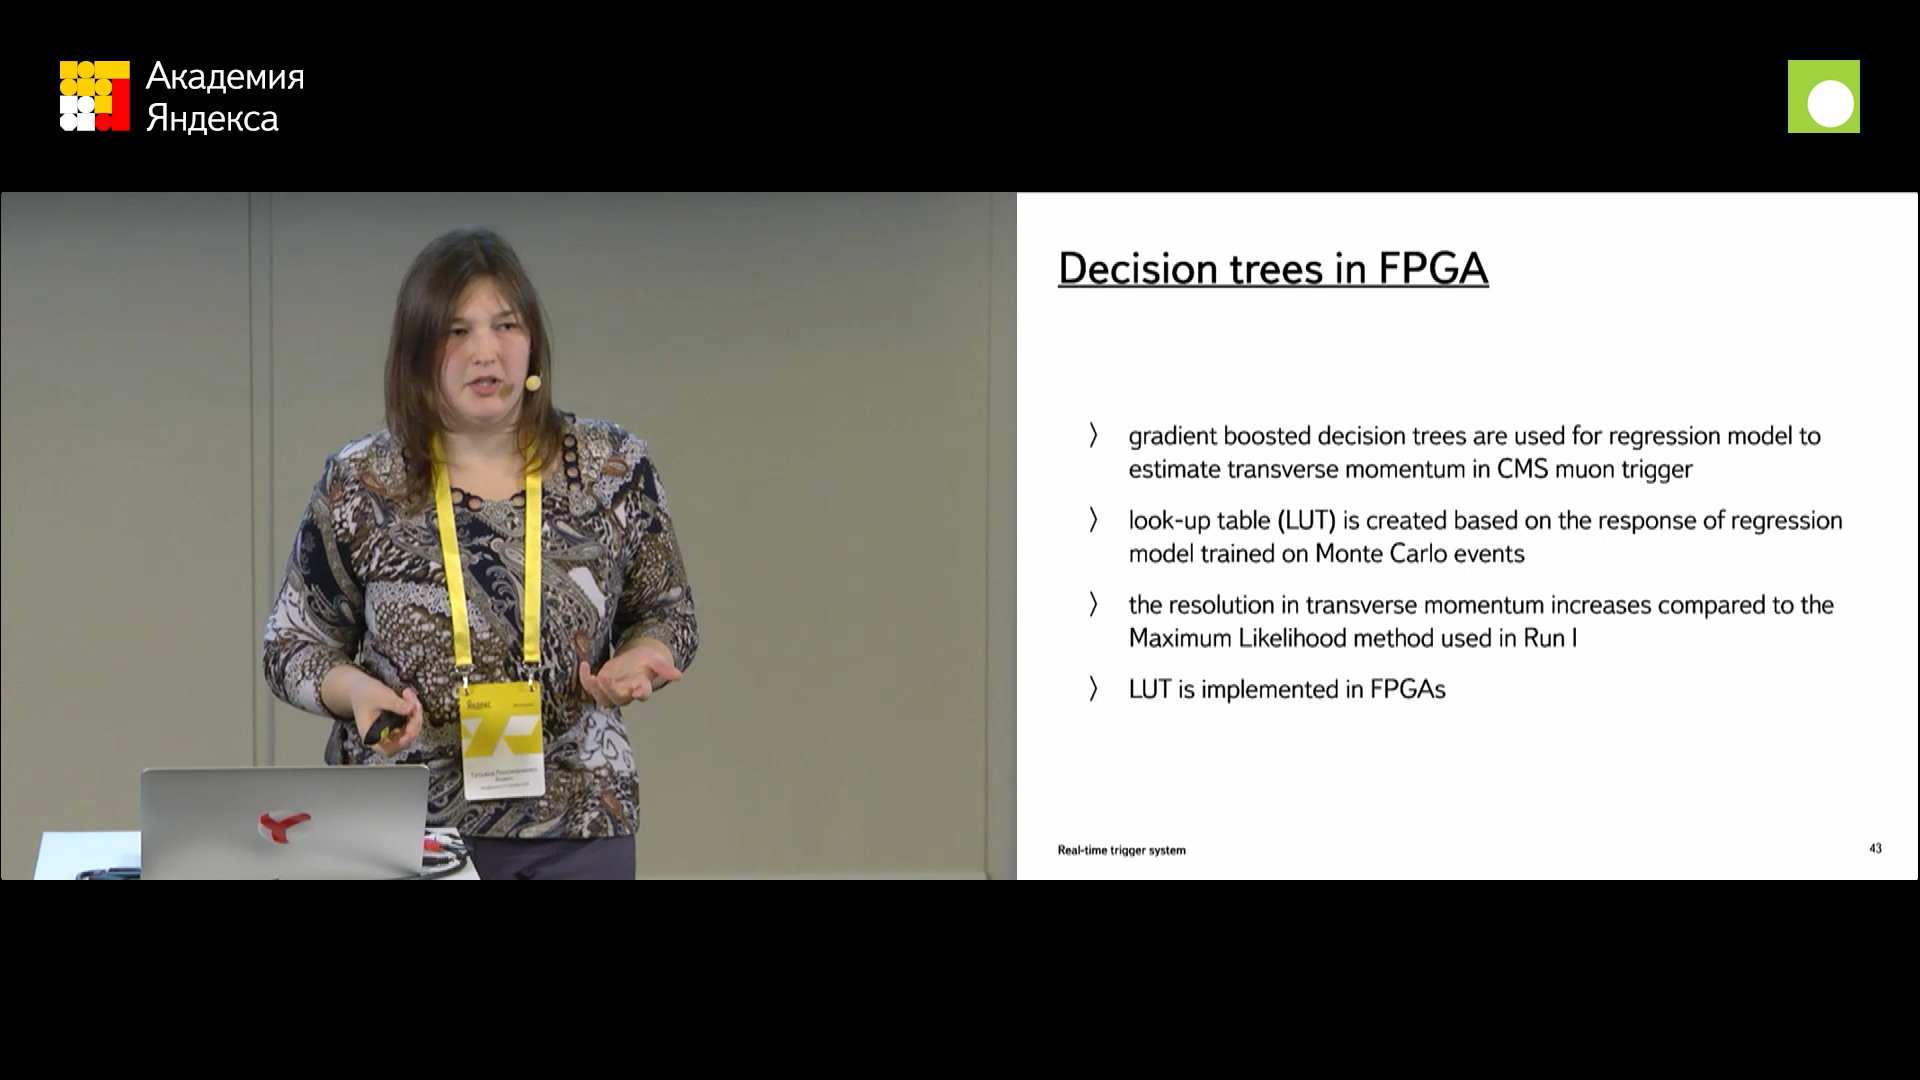 Академия
Яндекса
Decision trees in FPGA
〉 gradient boosted decision trees are used for regression model to
estimate transverse momentum in CMS muon trigger
〉 look-up table (LUT) is created based on the response of regression
model trained on Monte Carlo events
〉 the resolution in transverse momentum increases compared to the
Maximum Likelihood method used in Run I
〉 LUT is implemented in FPGAs
Real-time trigger system
43
Яндекс
Татьяна